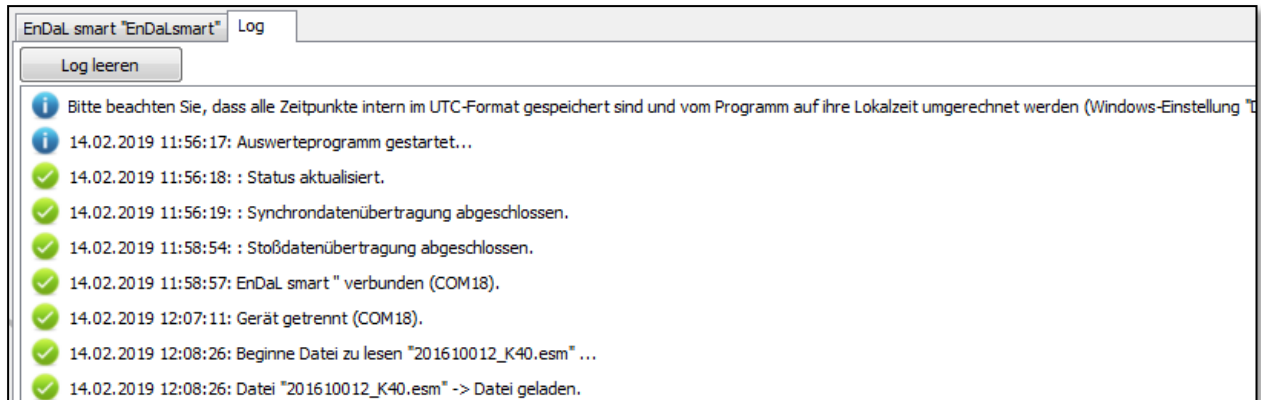 EnDaL smart "EnDaLsmart" Log
Log leeren
Bitte beachten Sie, dass alle Zeitpunkte intern im UTC-Format gespeichert sind und vom Programm auf ihre Lokalzeit umgerechnet werden (Windows-Einstellung "D
14.02.2019 11:56:17: Auswerteprogramm gestartet...
14.02.2019 11:56:18: : Status aktualisiert.
14.02.2019 11:56:19: : Synchrondatenübertragung abgeschlossen.
14.02.2019 11:58:54: : Stoßdatenübertragung abgeschlossen.
14.02.2019 11:58:57: EnDaL smart '' verbunden (COM18).
14.02.2019 12:07:11: Gerät getrennt (COM18).
14.02.2019 12:08:26: Beginne Datei zu lesen "201610012_K40.esm" ...
14.02.2019 12:08:26: Datei "201610012_K40.esm" -> Datei geladen.